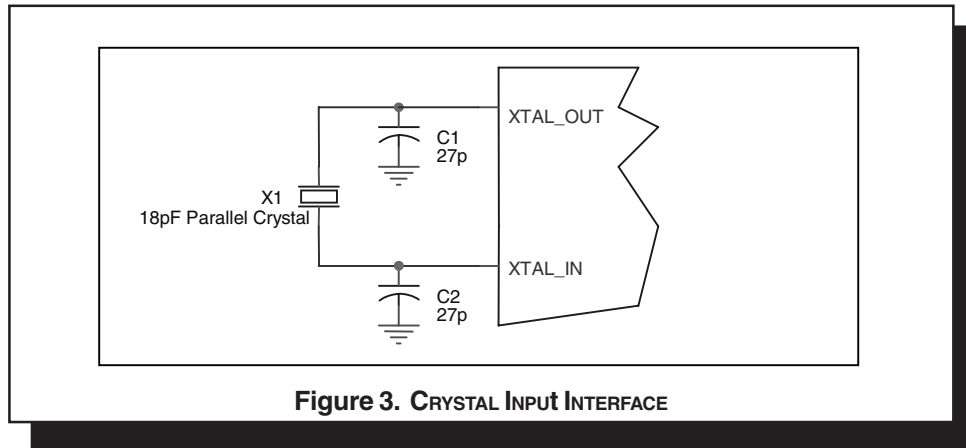 XTAL_OUT
C1
27p
X1
18pF Parallel Crystal
XTAL_IN
C2
27p
Figure 3. CRYSTAL INPUT INTERFACE